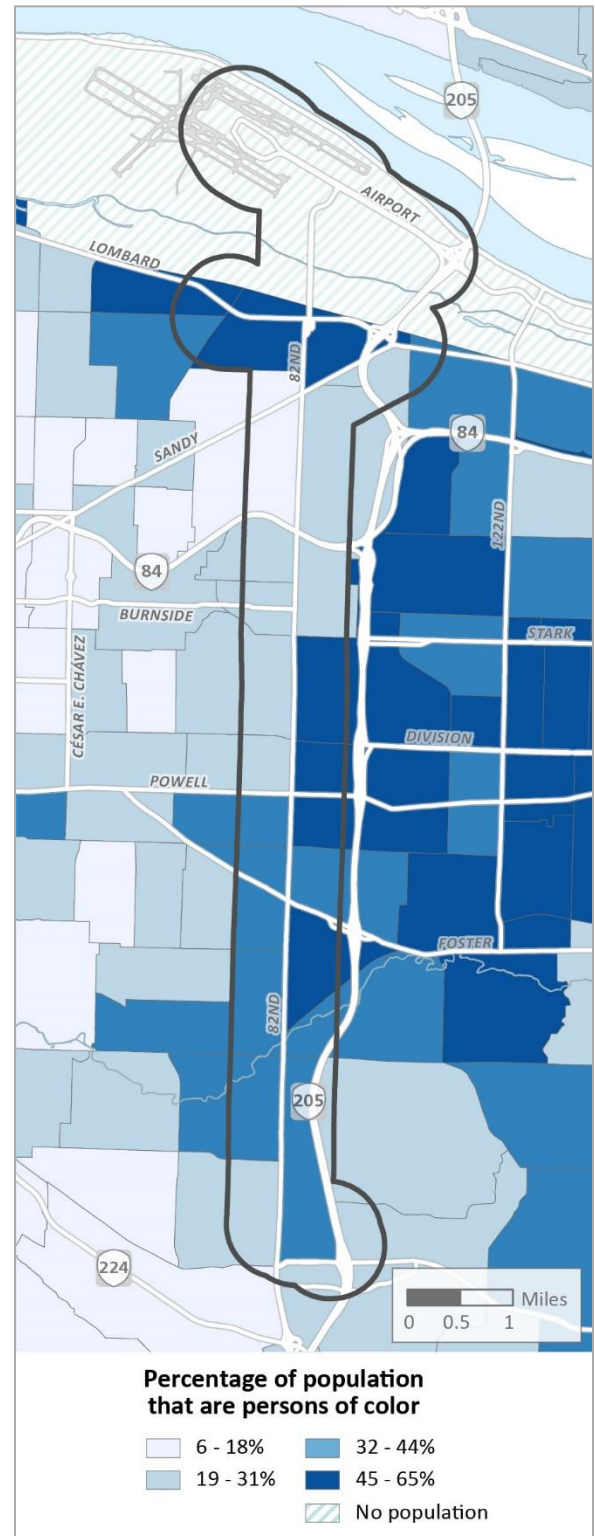 205
AIRPORT
LOMBARD
82ND
SANDY
84
122ND
84
BURNSIDE
STARK
CÉSAR E. CHÁVEZ
DIVISION
POWELL
FOSTER
82ND
205
224
Miles
0 0.5 1
Percentage of population
that are persons of color
6 - 18% 32 - 44%
19 - 31% 45 - 65%
No population